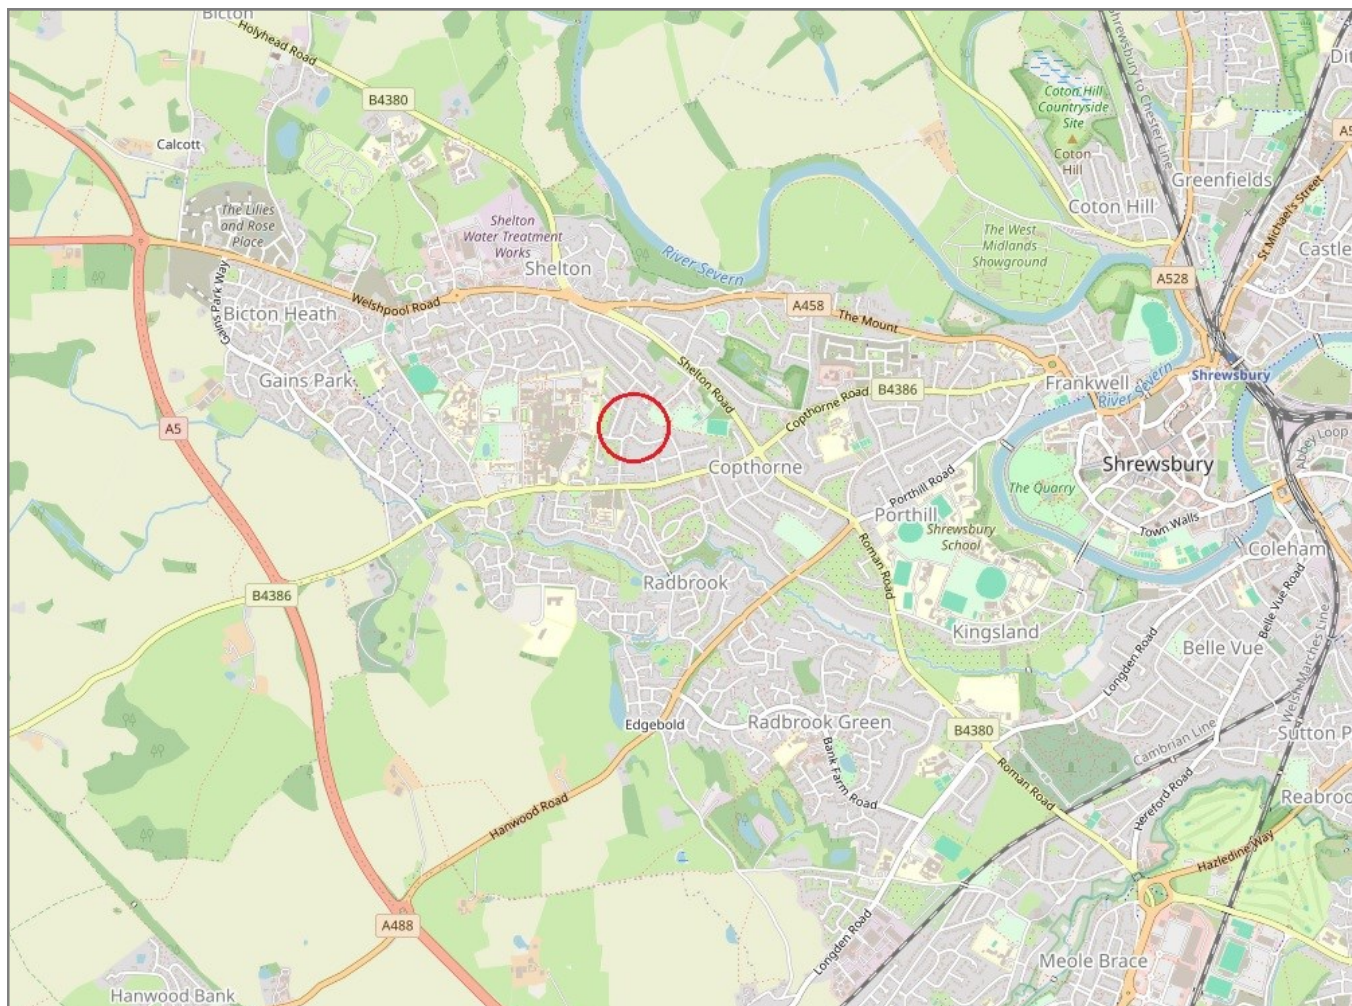 Bicton
Holyhead Road
B4380
Calcott
The Lilies
and Rose
Place
Shelton
Water Treatment
Works
Shelton
River Severn
Coton Hill
Countryside
Site
Coton
Hill
Coton Hill
Greenfields
Shrewsbury Chester Line
St Michael's Street
Castle
The West
Midlands
Showground
A528
Gains Park Way
Welshpool Road
Bicton Heath
A458
The Mount
Gains Park
Shelton Road
B4386
Copthorne Road
Frankwell
River Severn
Shrewsbury
A5
Copthorne
Shrewsbury
Abbey Loop
Porthill Road
The Quarry
Porthill
Shrewsbury
School
Town Walls
Coleham
Roman Road
B4386
Radbrook
Kingsland
Belle Vue Road
Longden Road
Belle Vue
Welsh Marches Line
Edgebold
Radbrook Green
B4380
Cambrian Line
Sutton P
Bank Farm Road
Roman Road
Hereford Road
Reabroo
Hanwood Road
Hazledine Way
A488
Longden Road
Meole Brace
Hanwood Bank